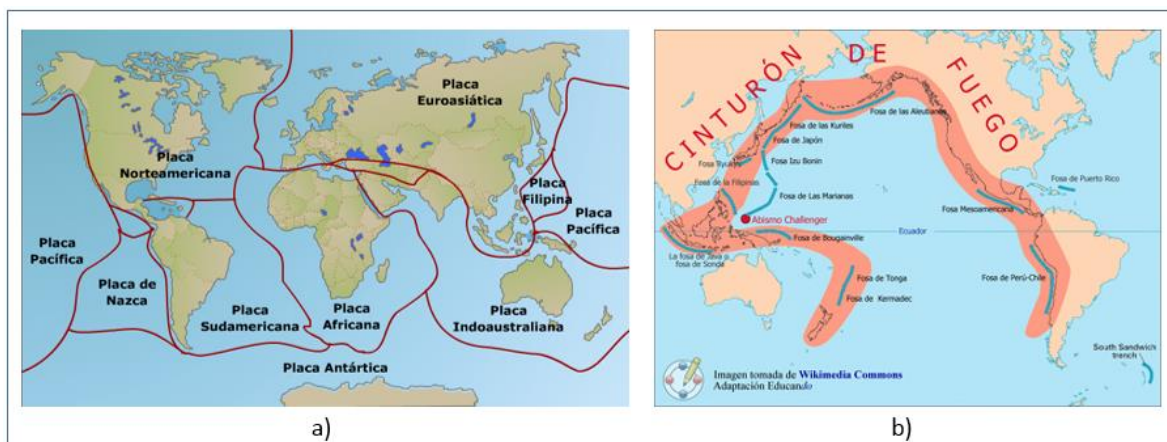 Placa
Euroasiática
Placa
Norteamericana
Placa
Filipina
Placa
Pacífica
Placa
Pacífica
Placa de
Nazca
Placa
Sudamericana
Placa
Africana
Placa
Indoaustraliana
Placa Antártica
a)
CINTURÓN DE FUEGO
Fosa de las Aleutianas
Fosa de las Kuriles
Fosa de Japón
Fosa Izu Bonin
Fosa de la Filipinas
Fosa de Las Marianas
Abismo Challenger
Fosa de Bougainville
La fosa de Java o
fosa de Sonda
Fosa de Tonga
Fosa de Kermadec
Ecuador
Fosa de Puerto Rico
Fosa Mesoamericana
Fosa de Perú-Chile
South Sandwich
trench
Imagen tomada de Wikimedia Commons
Adaptación Educando
b)